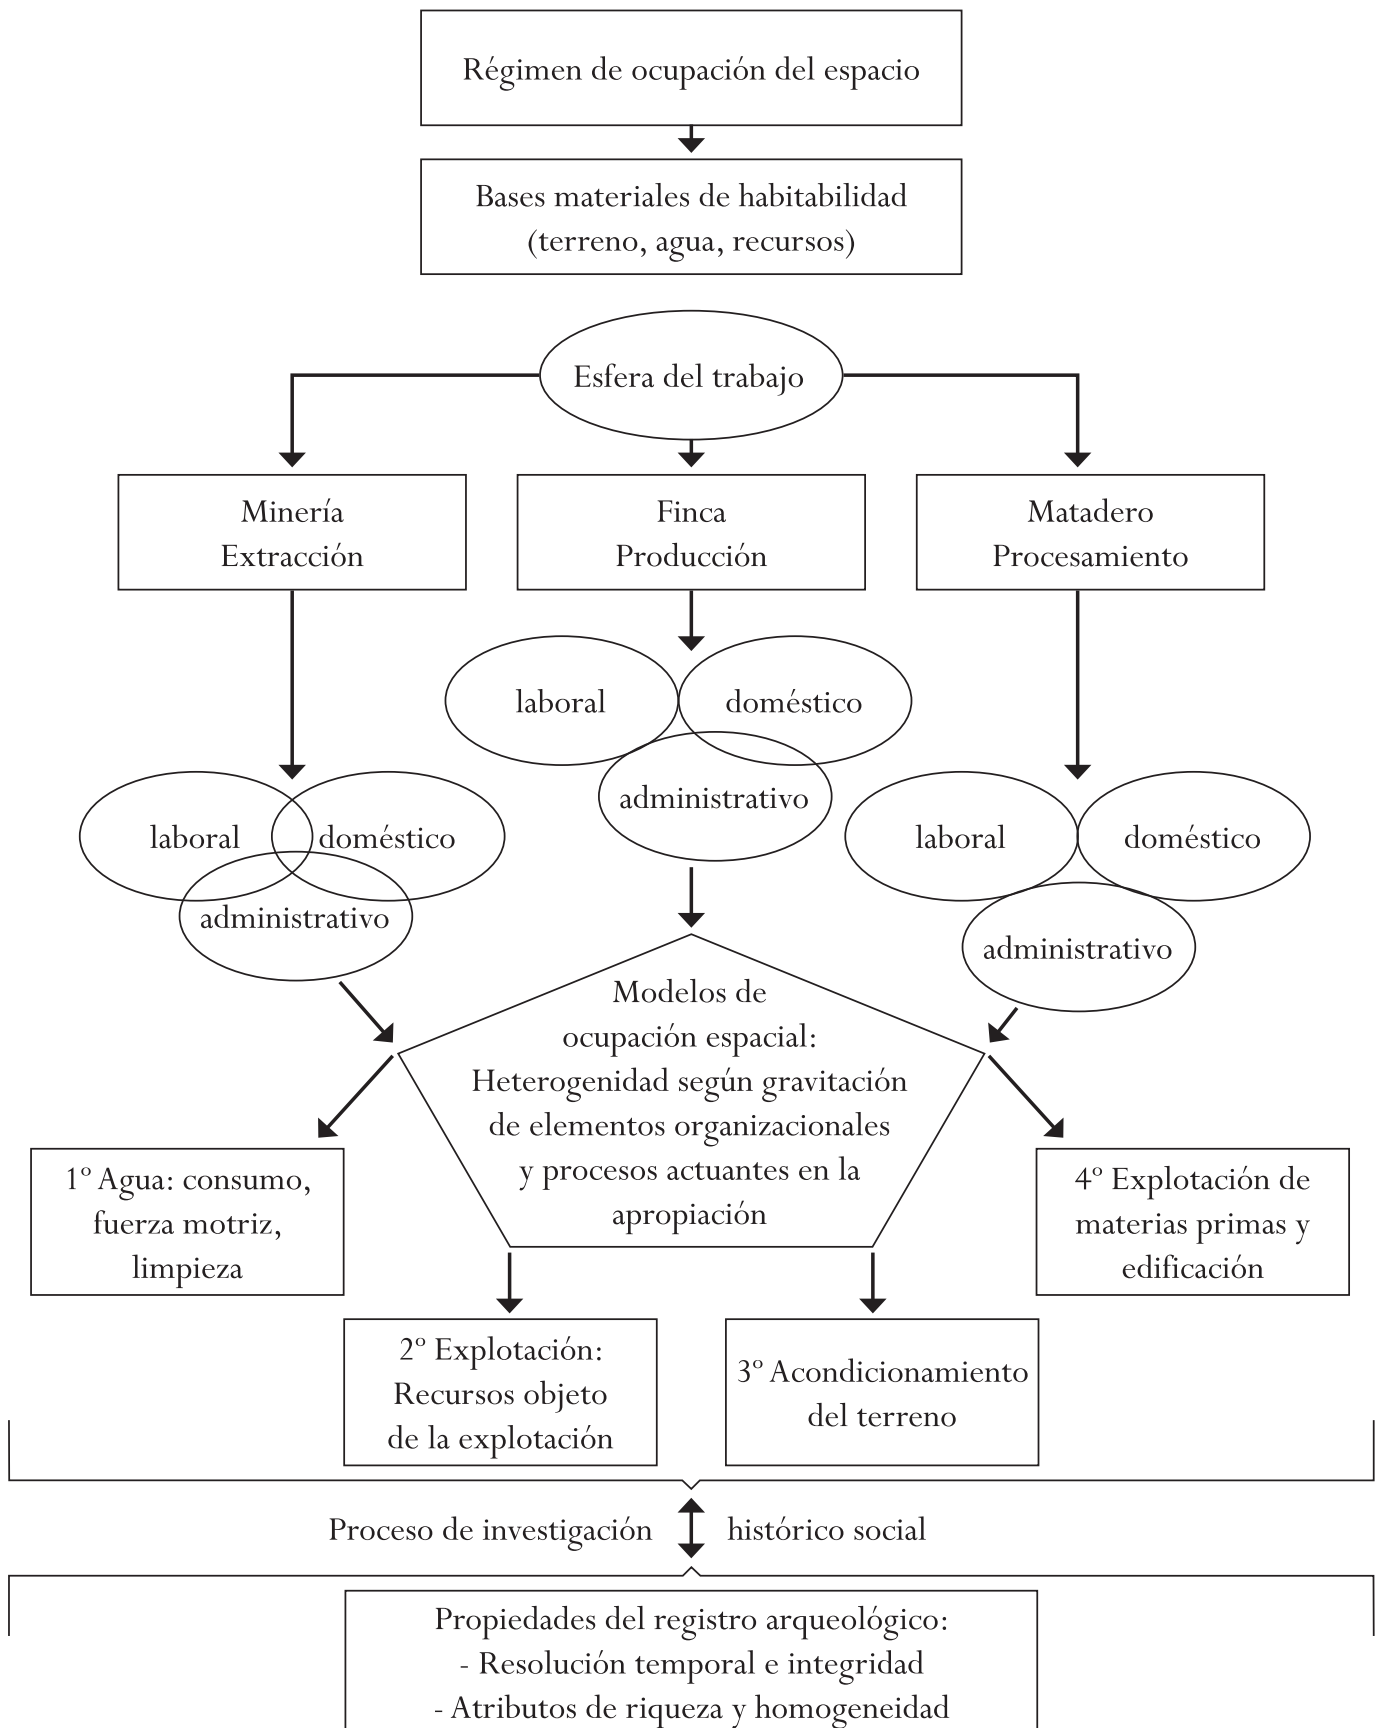 Régimen de ocupación del espacio
Bases materiales de habitabilidad
(terreno, agua, recursos)
Esfera del trabajo
Minería
Extracción
Finca
Producción
Matadero
Procesamiento
laboral
doméstico
administrativo
laboral
doméstico
administrativo
laboral
doméstico
administrativo
Modelos de
ocupación espacial:
Heterogenidad según gravitación
de elementos organizacionales
y procesos actuantes en la
apropiación
1º Agua: consumo,
fuerza motriz,
limpieza
2º Explotación:
Recursos objeto
de la explotación
3º Acondicionamiento
del terreno
4º Explotación de
materias primas y
edificación
Proceso de investigación histórico social
Propiedades del registro arqueológico:
- Resolución temporal e integridad
- Atributos de riqueza y homogeneidad